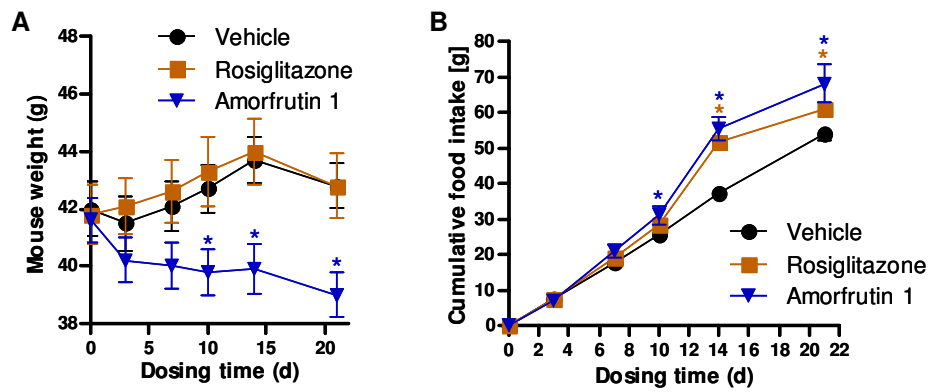 A
48
46
44
42
40
38
Mouse weight (g)
Vehicle
Rosiglitazone
Amorfrutin 1
*
*
*
0 5 10 15 20
Dosing time (d)
B
80
70
60
50
40
30
20
10
0
Cumulative food intake [g]
*
*
*
*
*
Vehicle
Rosiglitazone
Amorfrutin 1
0 2 4 6 8 10 12 14 16 18 20 22
Dosing time (d)